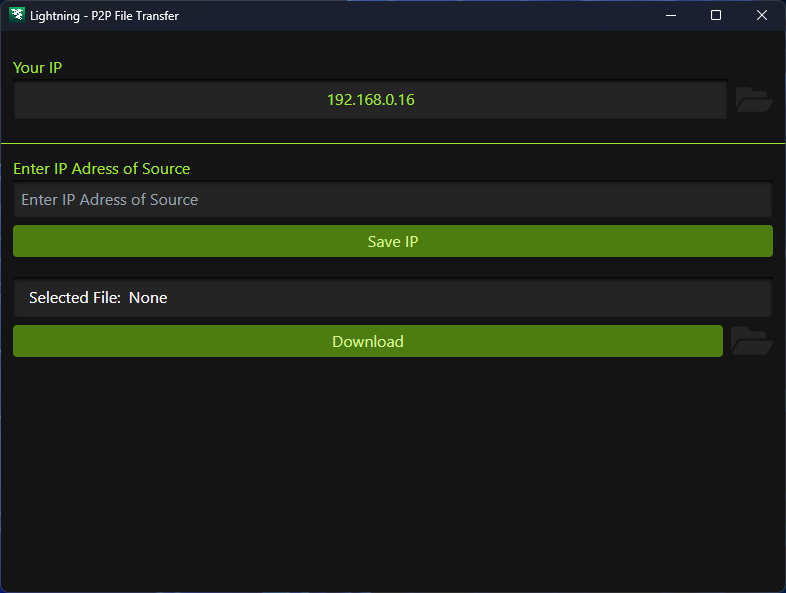 Lightning - P2P File Transfer
Your IP
192.168.0.16
Enter IP Adress of Source
Enter IP Adress of Source
Save IP
Selected File: None
Download